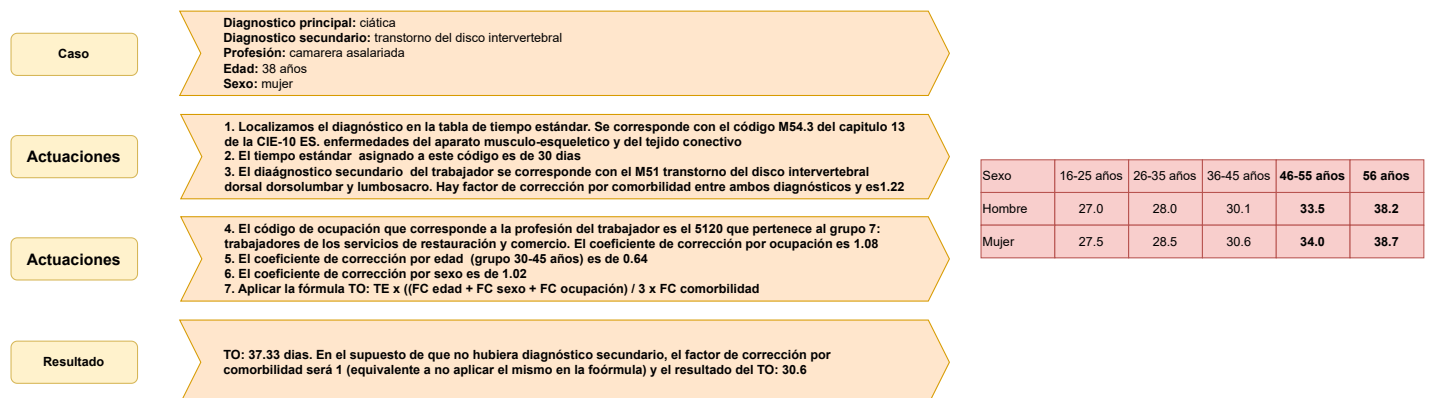 Caso
Diagnostico principal: ciática
Diagnostico secundario: transtorno del disco intervertebral
Profesión: camarera asalariada
Edad: 38 años
Sexo: mujer
Actuaciones
1. Localizamos el diagnóstico en la tabla de tiempo estándar. Se corresponde con el código M54.3 del capitulo 13
de la CIE-10 ES. enfermedades del aparato musculo-esqueletico y del tejido conectivo
2. El tiempo estándar asignado a este código es de 30 dias
3. El diaágnostico secundario del trabajador se corresponde con el M51 transtorno del disco intervertebral
dorsal dorsolumbar y lumbosacro. Hay factor de corrección por comorbilidad entre ambos diagnósticos y es1.22
Actuaciones
4. El código de ocupación que corresponde a la profesión del trabajador es el 5120 que pertenece al grupo 7:
trabajadores de los servicios de restauración y comercio. El coeficiente de corrección por ocupación es 1.08
5. El coeficiente de corrección por edad (grupo 30-45 años) es de 0.64
6. El coeficiente de corrección por sexo es de 1.02
7. Aplicar la fórmula TO: TE x ((FC edad + FC sexo + FC ocupación) / 3 x FC comorbilidad
Resultado
TO: 37.33 dias. En el supuesto de que no hubiera diagnóstico secundario, el factor de corrección por
comorbilidad será 1 (equivalente a no aplicar el mismo en la foórmula) y el resultado del TO: 30.6
Sexo 16-25 años 26-35 años 36-45 años 46-55 años 56 años
Hombre 27.0 28.0 30.1 33.5 38.2
Mujer 27.5 28.5 30.6 34.0 38.7